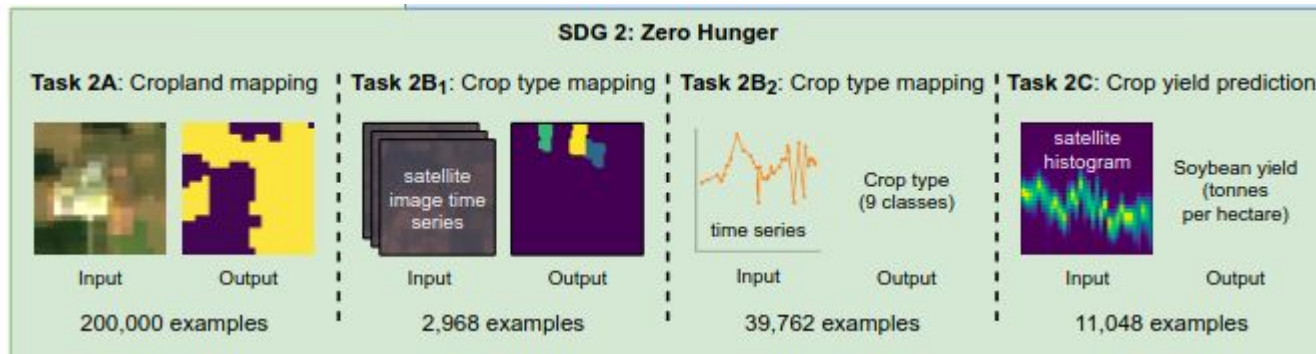 SDG 2: Zero Hunger
Task 2A: Cropland mapping
Input
Output
200,000 examples
Task 2B1: Crop type mapping
satellite
image time
series
Input
Output
2,968 examples
Task 2B2: Crop type mapping
time series
Input
Crop type
(9 classes)
Output
39,762 examples
Task 2C: Crop yield prediction
satellite
histogram
Input
Soybean yield
(tonnes
per hectare)
Output
11,048 examples